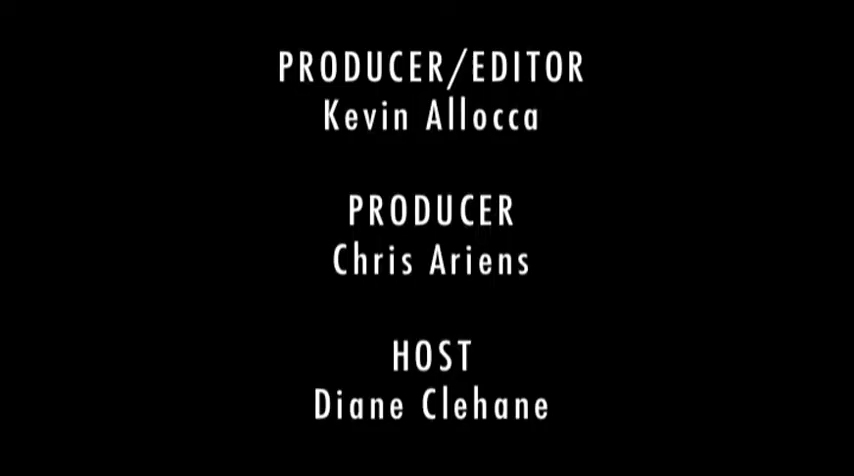 PRODUCER/EDITOR
Kevin Allocca
PRODUCER
Chris Ariens
HOST
Diane Clehane